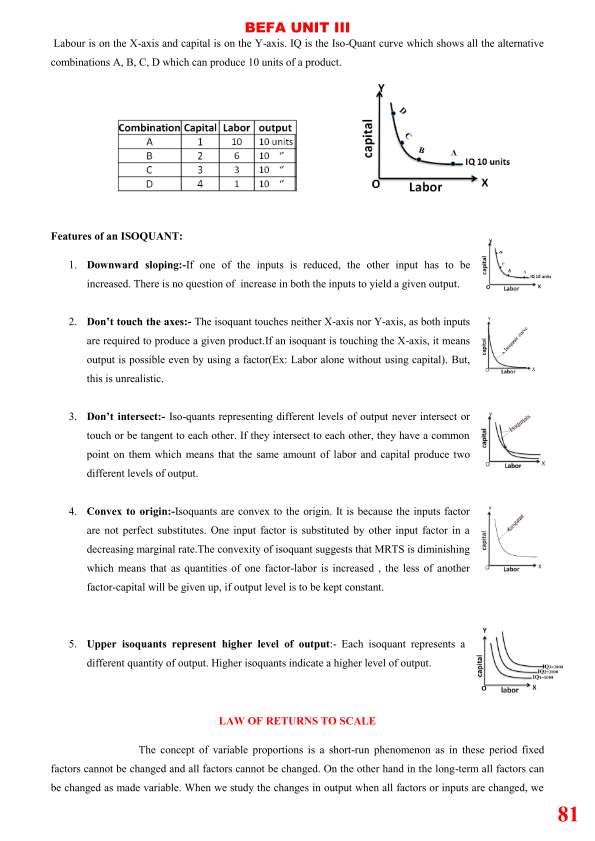 BEFA UNIT III
Labour is on the X-axis and capital is on the Y-axis. IQ is the Iso-Quant curve which shows all the alternative
combinations A, B, C, D which can produce 10 units of a product.
Combination Capital Labor output
A 1 10 10 units
B 2 6 10 "
C 3 3 10 "
D 4 1 10 "
Y
capital
D
C
B
A
IQ 10 units
O
Labor
X
Features of an ISOQUANT:
1. Downward sloping:-If one of the inputs is reduced, the other input has to be
increased. There is no question of increase in both the inputs to yield a given output.
Y
capital
D
C
B
A
IQ 10 units
O
Labor
X
2. Don't touch the axes:- The isoquant touches neither X-axis nor Y-axis, as both inputs
are required to produce a given product.If an isoquant is touching the X-axis, it means
output is possible even by using a factor(Ex: Labor alone without using capital). But,
this is unrealistic.
Y
capital
Isoquant curve
O
Labor
X
3. Don't intersect:- Iso-quants representing different levels of output never intersect or
touch or be tangent to each other. If they intersect to each other, they have a common
point on them which means that the same amount of labor and capital produce two
different levels of output.
Y
capital
Isoquants
O
Labor
X
4. Convex to origin:-Isoquants are convex to the origin. It is because the inputs factor
are not perfect substitutes. One input factor is substituted by other input factor in a
decreasing marginal rate.The convexity of isoquant suggests that MRTS is diminishing
which means that as quantities of one factor-labor is increased , the less of another
factor-capital will be given up, if output level is to be kept constant.
Y
capital
Isoquant
O
Labor
X
5. Upper isoquants represent higher level of output:- Each isoquant represents a
different quantity of output. Higher isoquants indicate a higher level of output.
Y
capital
IQ3=3000
IQ2=2000
IQ1=1000
O
labor
X
LAW OF RETURNS TO SCALE
The concept of variable proportions is a short-run phenomenon as in these period fixed
factors cannot be changed and all factors cannot be changed. On the other hand in the long-term all factors can
be changed as made variable. When we study the changes in output when all factors or inputs are changed, we
81